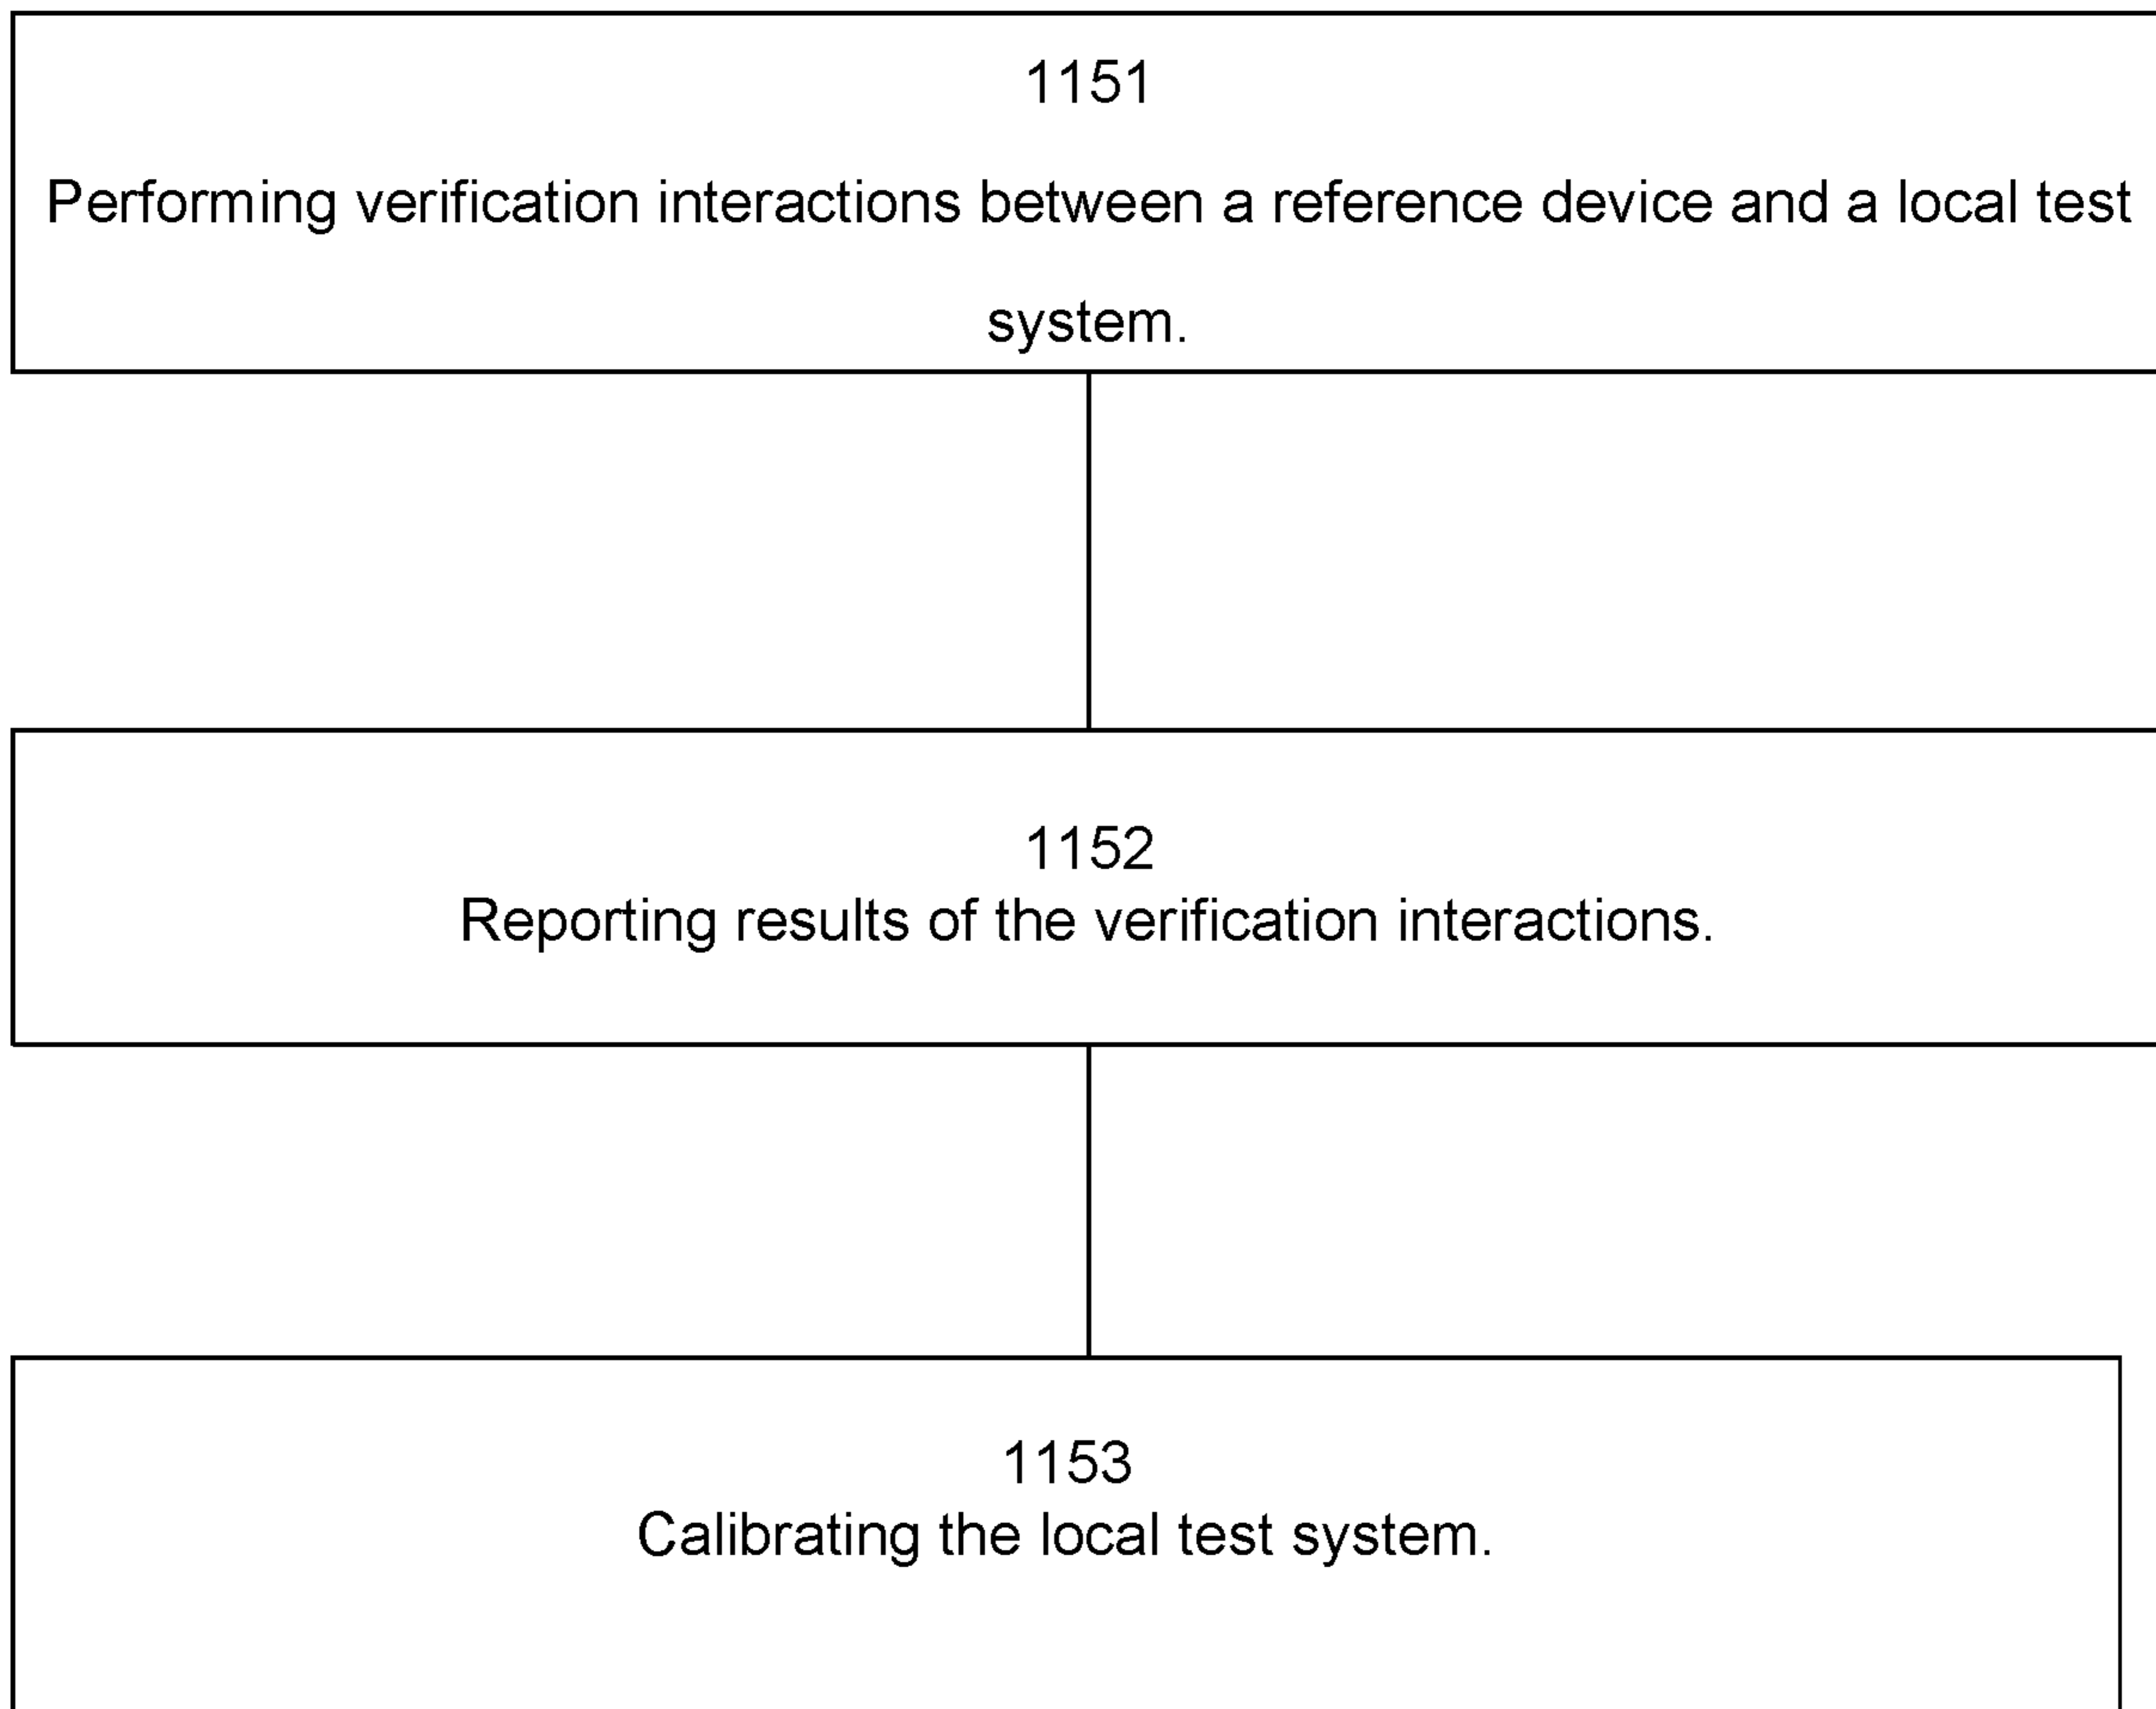 1151
Performing verification interactions between a reference device and a local test
system.
1152
Reporting results of the verification interactions.
1153
Calibrating the local test system.